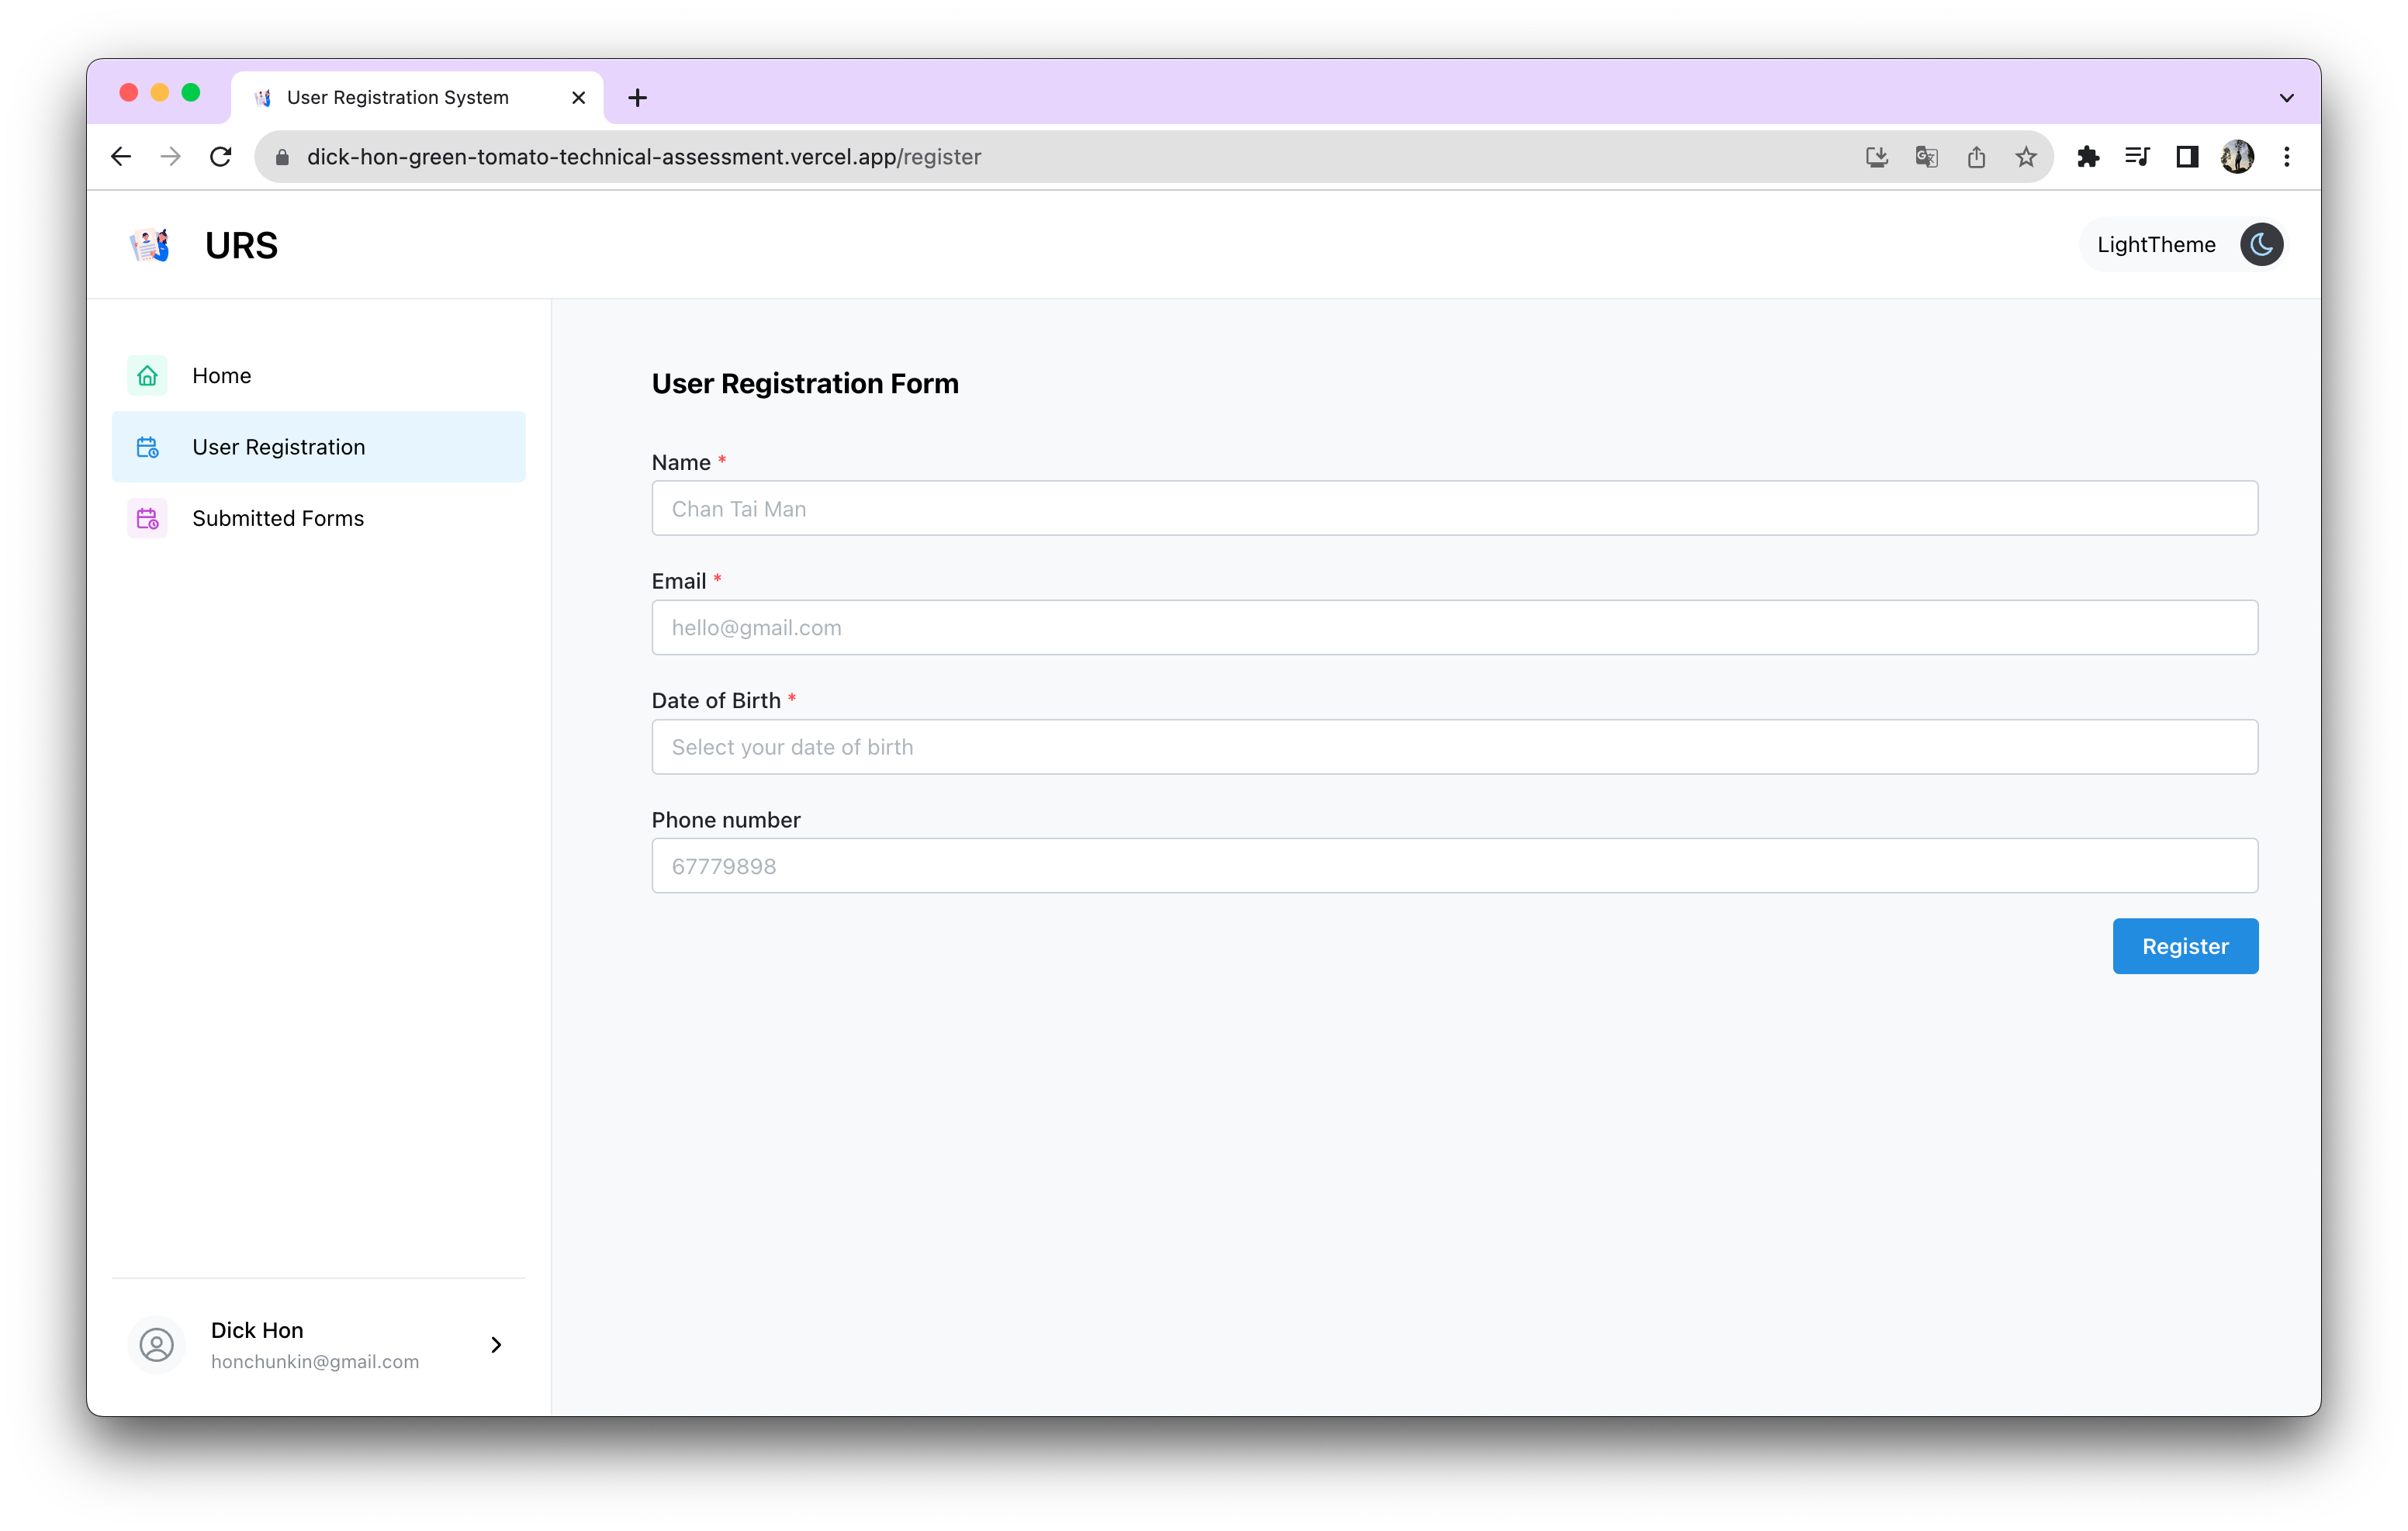 User Registration System
dick-hon-green-tomato-technical-assessment.vercel.app/register
URS
LightTheme
Home
User Registration
Submitted Forms
User Registration Form
Name *
Chan Tai Man
Email *
hello@gmail.com
Date of Birth *
Select your date of birth
Phone number
67779898
Register
Dick Hon
honchunkin@gmail.com